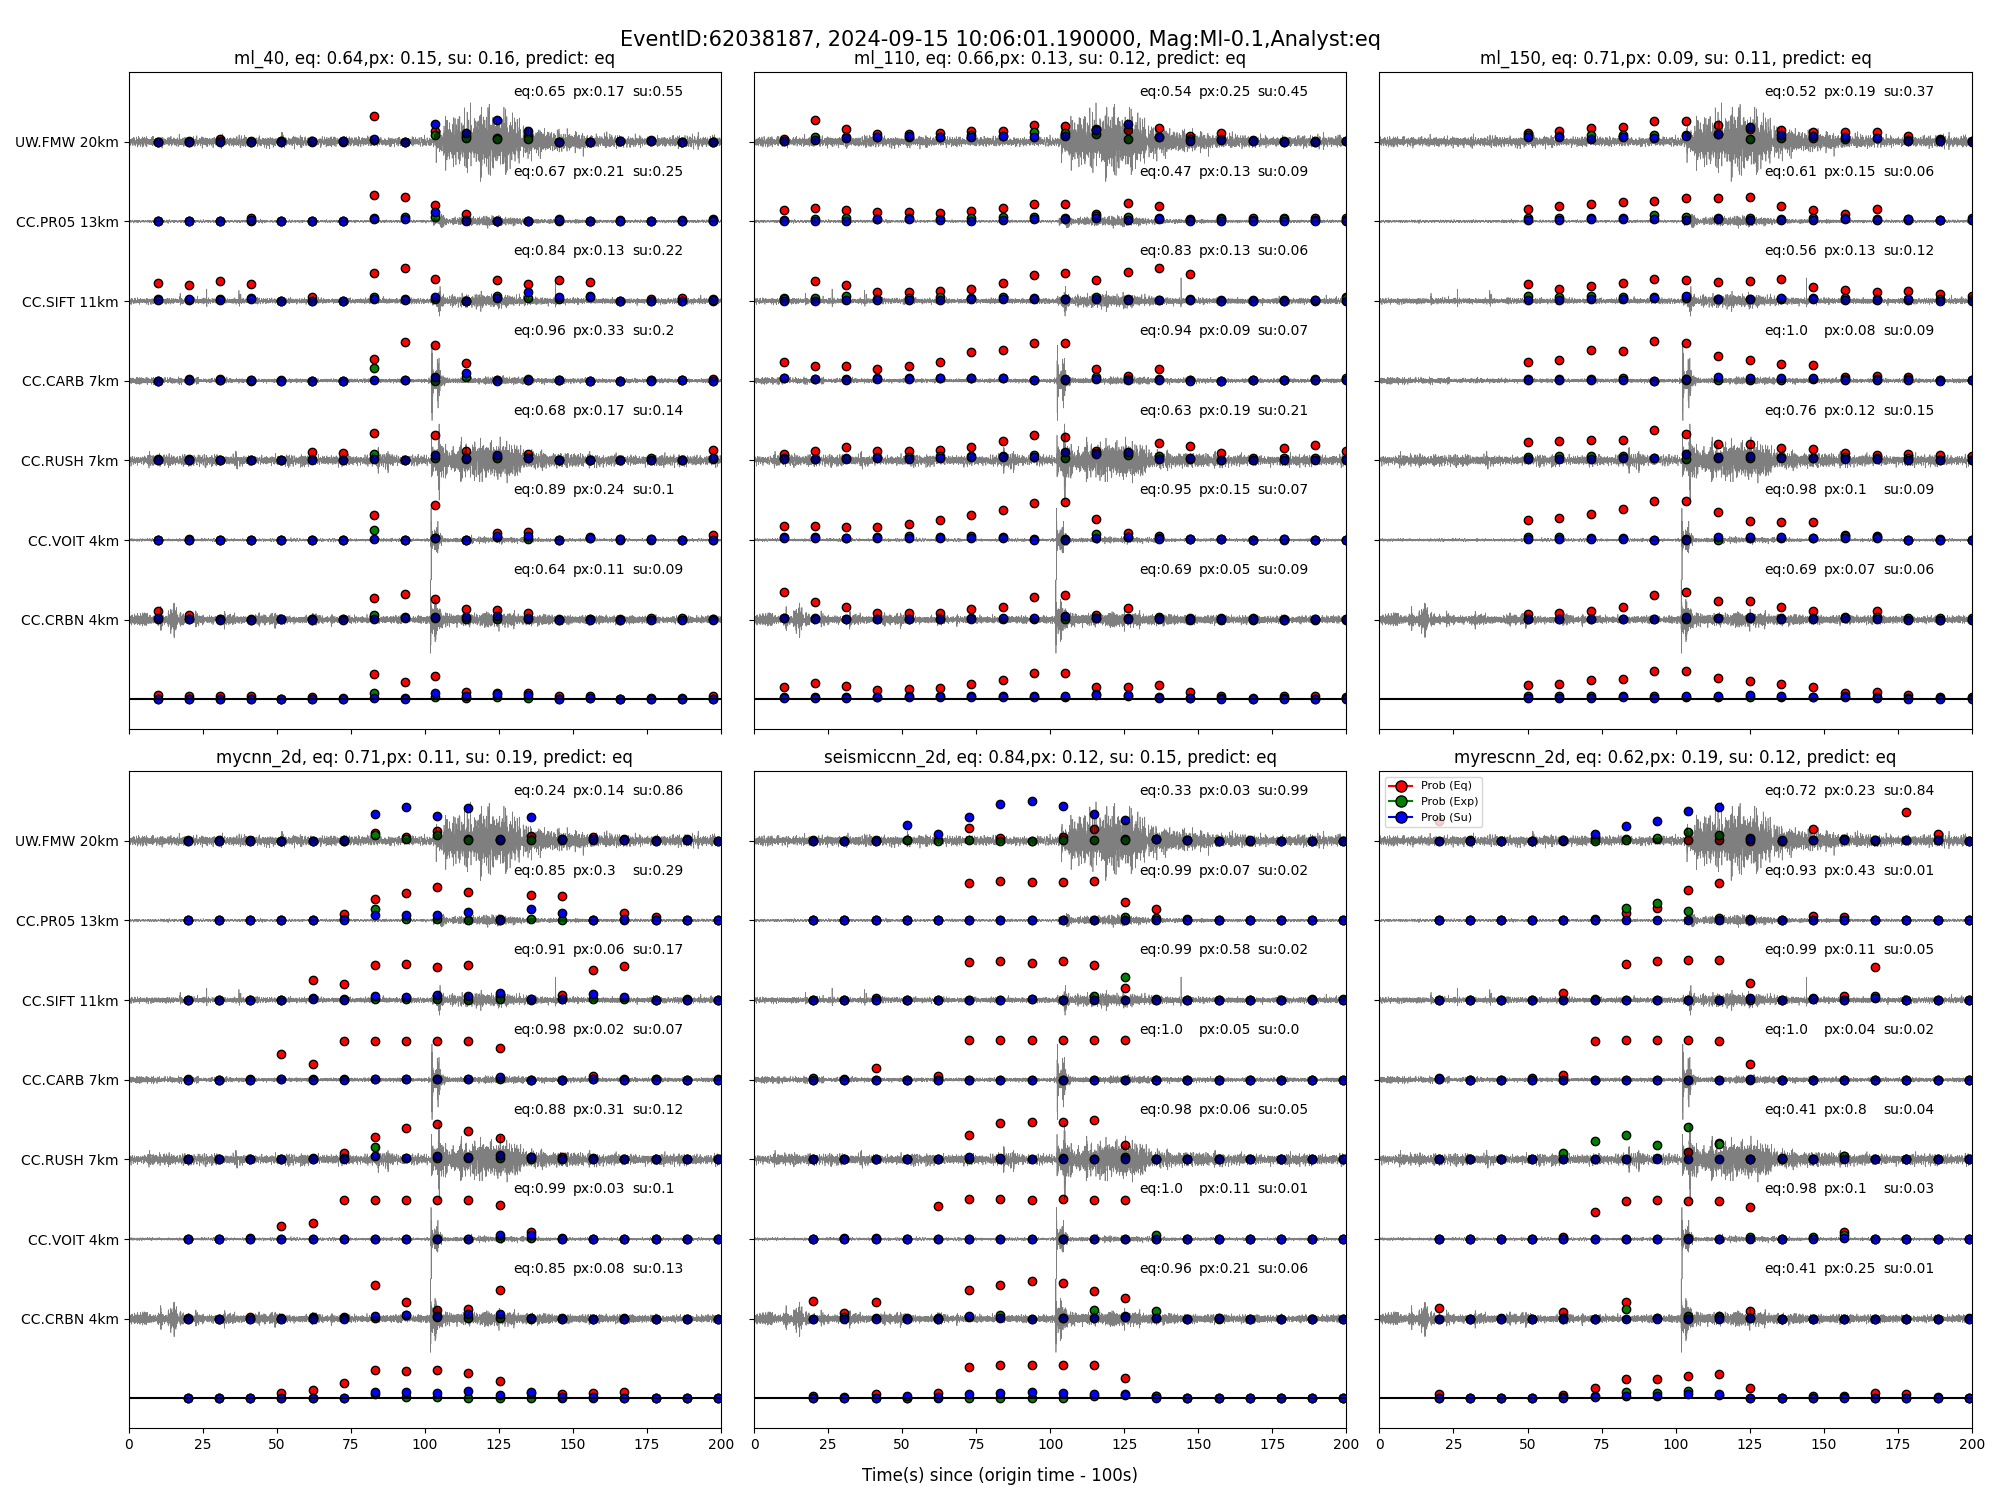 EventID:62038187, 2024-09-15 10:06:01.190000, Mag:Ml-0.1,Analyst:eq
ml_40, eq: 0.64,px: 0.15, su: 0.16, predict: eq
UW.FMW 20km
eq:0.65 px:0.17 su:0.55
CC.PR05 13km
eq:0.67 px:0.21 su:0.25
CC.SIFT 11km
eq:0.84 px:0.13 su:0.22
CC.CARB 7km
eq:0.96 px:0.33 su:0.2
CC.RUSH 7km
eq:0.68 px:0.17 su:0.14
CC.VOIT 4km
eq:0.89 px:0.24 su:0.1
CC.CRBN 4km
eq:0.64 px:0.11 su:0.09
ml_110, eq: 0.66,px: 0.13, su: 0.12, predict: eq
eq:0.54 px:0.25 su:0.45
eq:0.47 px:0.13 su:0.09
eq:0.83 px:0.13 su:0.06
eq:0.94 px:0.09 su:0.07
eq:0.63 px:0.19 su:0.21
eq:0.95 px:0.15 su:0.07
eq:0.69 px:0.05 su:0.09
ml_150, eq: 0.71,px: 0.09, su: 0.11, predict: eq
eq:0.52 px:0.19 su:0.37
eq:0.61 px:0.15 su:0.06
eq:0.56 px:0.13 su:0.12
eq:1.0 px:0.08 su:0.09
eq:0.76 px:0.12 su:0.15
eq:0.98 px:0.1 su:0.09
eq:0.69 px:0.07 su:0.06
mycnn_2d, eq: 0.71,px: 0.11, su: 0.19, predict: eq
UW.FMW 20km
eq:0.24 px:0.14 su:0.86
CC.PR05 13km
eq:0.85 px:0.3 su:0.29
CC.SIFT 11km
eq:0.91 px:0.06 su:0.17
CC.CARB 7km
eq:0.98 px:0.02 su:0.07
CC.RUSH 7km
eq:0.88 px:0.31 su:0.12
CC.VOIT 4km
eq:0.99 px:0.03 su:0.1
CC.CRBN 4km
eq:0.85 px:0.08 su:0.13
0 25 50 75 100 125 150 175 200
seismiccnn_2d, eq: 0.84,px: 0.12, su: 0.15, predict: eq
eq:0.33 px:0.03 su:0.99
eq:0.99 px:0.07 su:0.02
eq:0.99 px:0.58 su:0.02
eq:1.0 px:0.05 su:0.0
eq:0.98 px:0.06 su:0.05
eq:1.0 px:0.11 su:0.01
eq:0.96 px:0.21 su:0.06
0 25 50 75 100 125 150 175 200
myrescnn_2d, eq: 0.62,px: 0.19, su: 0.12, predict: eq
Prob (Eq)
Prob (Exp)
Prob (Su)
eq:0.72 px:0.23 su:0.84
eq:0.93 px:0.43 su:0.01
eq:0.99 px:0.11 su:0.05
eq:1.0 px:0.04 su:0.02
eq:0.41 px:0.8 su:0.04
eq:0.98 px:0.1 su:0.03
eq:0.41 px:0.25 su:0.01
0 25 50 75 100 125 150 175 200
Time(s) since (origin time - 100s)